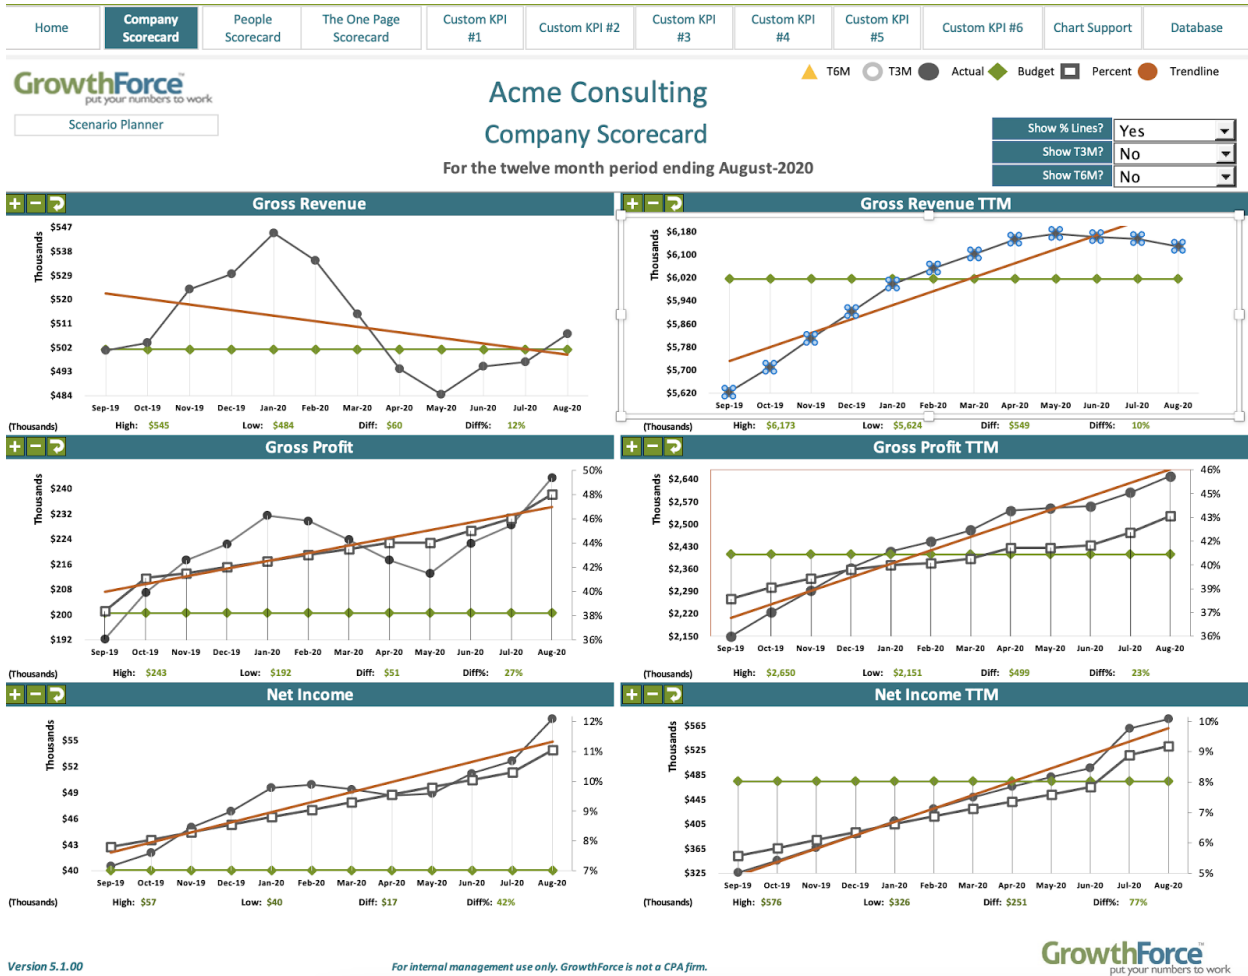 Home
Company Scorecard
People Scorecard
The One Page Scorecard
Custom KPI #1
Custom KPI #2
Custom KPI #3
Custom KPI #4
Custom KPI #5
Custom KPI #6
Chart Support
Database
GrowthForce™
put your numbers to work
Scenario Planner
T6M T3M Actual Budget Percent Trendline
Acme Consulting
Company Scorecard
For the twelve month period ending August-2020
Show % Lines? Yes
Show T3M? No
Show T6M? No
Gross Revenue
Thousands
$547
$538
$529
$520
$511
$502
$493
$484
Sep-19 Oct-19 Nov-19 Dec-19 Jan-20 Feb-20 Mar-20 Apr-20 May-20 Jun-20 Jul-20 Aug-20
(Thousands) High: $545 Low: $484 Diff: $60 Diff%: 12%
Gross Revenue TTM
Thousands
$6,180
$6,100
$6,020
$5,940
$5,860
$5,780
$5,700
$5,620
Sep-19 Oct-19 Nov-19 Dec-19 Jan-20 Feb-20 Mar-20 Apr-20 May-20 Jun-20 Jul-20 Aug-20
(Thousands) High: $6,173 Low: $5,624 Diff: $549 Diff%: 10%
Gross Profit
Thousands
$240
$232
$224
$216
$208
$200
$192
50%
48%
46%
44%
42%
40%
38%
36%
Sep-19 Oct-19 Nov-19 Dec-19 Jan-20 Feb-20 Mar-20 Apr-20 May-20 Jun-20 Jul-20 Aug-20
(Thousands) High: $243 Low: $192 Diff: $51 Diff%: 27%
Gross Profit TTM
Thousands
$2,640
$2,570
$2,500
$2,430
$2,360
$2,290
$2,220
$2,150
46%
45%
43%
42%
40%
39%
37%
36%
Sep-19 Oct-19 Nov-19 Dec-19 Jan-20 Feb-20 Mar-20 Apr-20 May-20 Jun-20 Jul-20 Aug-20
(Thousands) High: $2,650 Low: $2,151 Diff: $499 Diff%: 23%
Net Income
Thousands
$55
$52
$49
$46
$43
$40
12%
11%
10%
9%
8%
7%
Sep-19 Oct-19 Nov-19 Dec-19 Jan-20 Feb-20 Mar-20 Apr-20 May-20 Jun-20 Jul-20 Aug-20
(Thousands) High: $57 Low: $40 Diff: $17 Diff%: 42%
Net Income TTM
Thousands
$565
$525
$485
$445
$405
$365
$325
10%
9%
8%
7%
6%
5%
Sep-19 Oct-19 Nov-19 Dec-19 Jan-20 Feb-20 Mar-20 Apr-20 May-20 Jun-20 Jul-20 Aug-20
(Thousands) High: $576 Low: $326 Diff: $251 Diff%: 77%
Version 5.1.00
For internal management use only. GrowthForce is not a CPA firm.
GrowthForce™
put your numbers to work